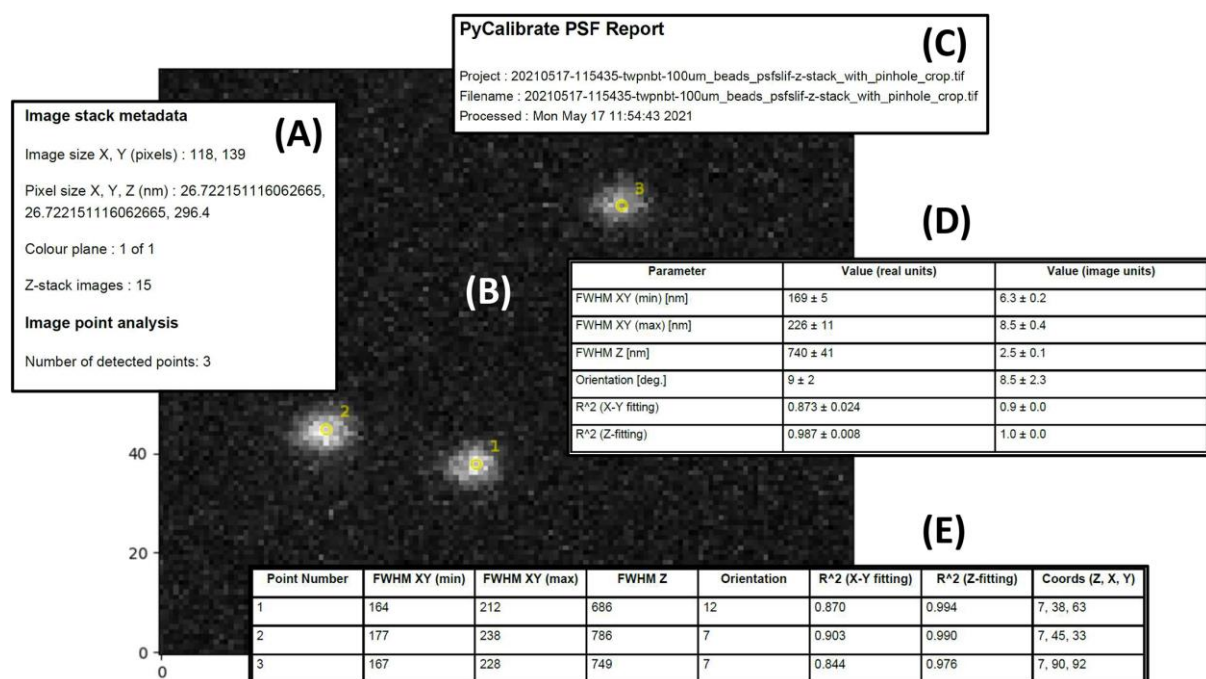 PyCalibrate PSF Report
(C)
Project : 20210517-115435-twpnbt-100um_beads_psfslif-z-stack_with_pinhole_crop.tif
Filename : 20210517-115435-twpnbt-100um_beads_psfslif-z-stack_with_pinhole_crop.tif
Processed : Mon May 17 11:54:43 2021
Image stack metadata
(A)
Image size X, Y (pixels) : 118, 139
Pixel size X, Y, Z (nm) : 26.722151116062665,
26.722151116062665, 296.4
Colour plane : 1 of 1
Z-stack images : 15
Image point analysis
Number of detected points: 3
3
(B)
2
1
40
20
0
0
(D)
Parameter Value (real units) Value (image units)
FWHM XY (min) [nm] 169 ± 5 6.3 ± 0.2
FWHM XY (max) [nm] 226 ± 11 8.5 ± 0.4
FWHM Z [nm] 740 ± 41 2.5 ± 0.1
Orientation [deg.] 9 ± 2 8.5 ± 2.3
R^2 (X-Y fitting) 0.873 ± 0.024 0.9 ± 0.0
R^2 (Z-fitting) 0.987 ± 0.008 1.0 ± 0.0
(E)
Point Number FWHM XY (min) FWHM XY (max) FWHM Z Orientation R^2 (X-Y fitting) R^2 (Z-fitting) Coords (Z, X, Y)
1 164 212 686 12 0.870 0.994 7, 38, 63
2 177 238 786 7 0.903 0.990 7, 45, 33
3 167 228 749 7 0.844 0.976 7, 90, 92